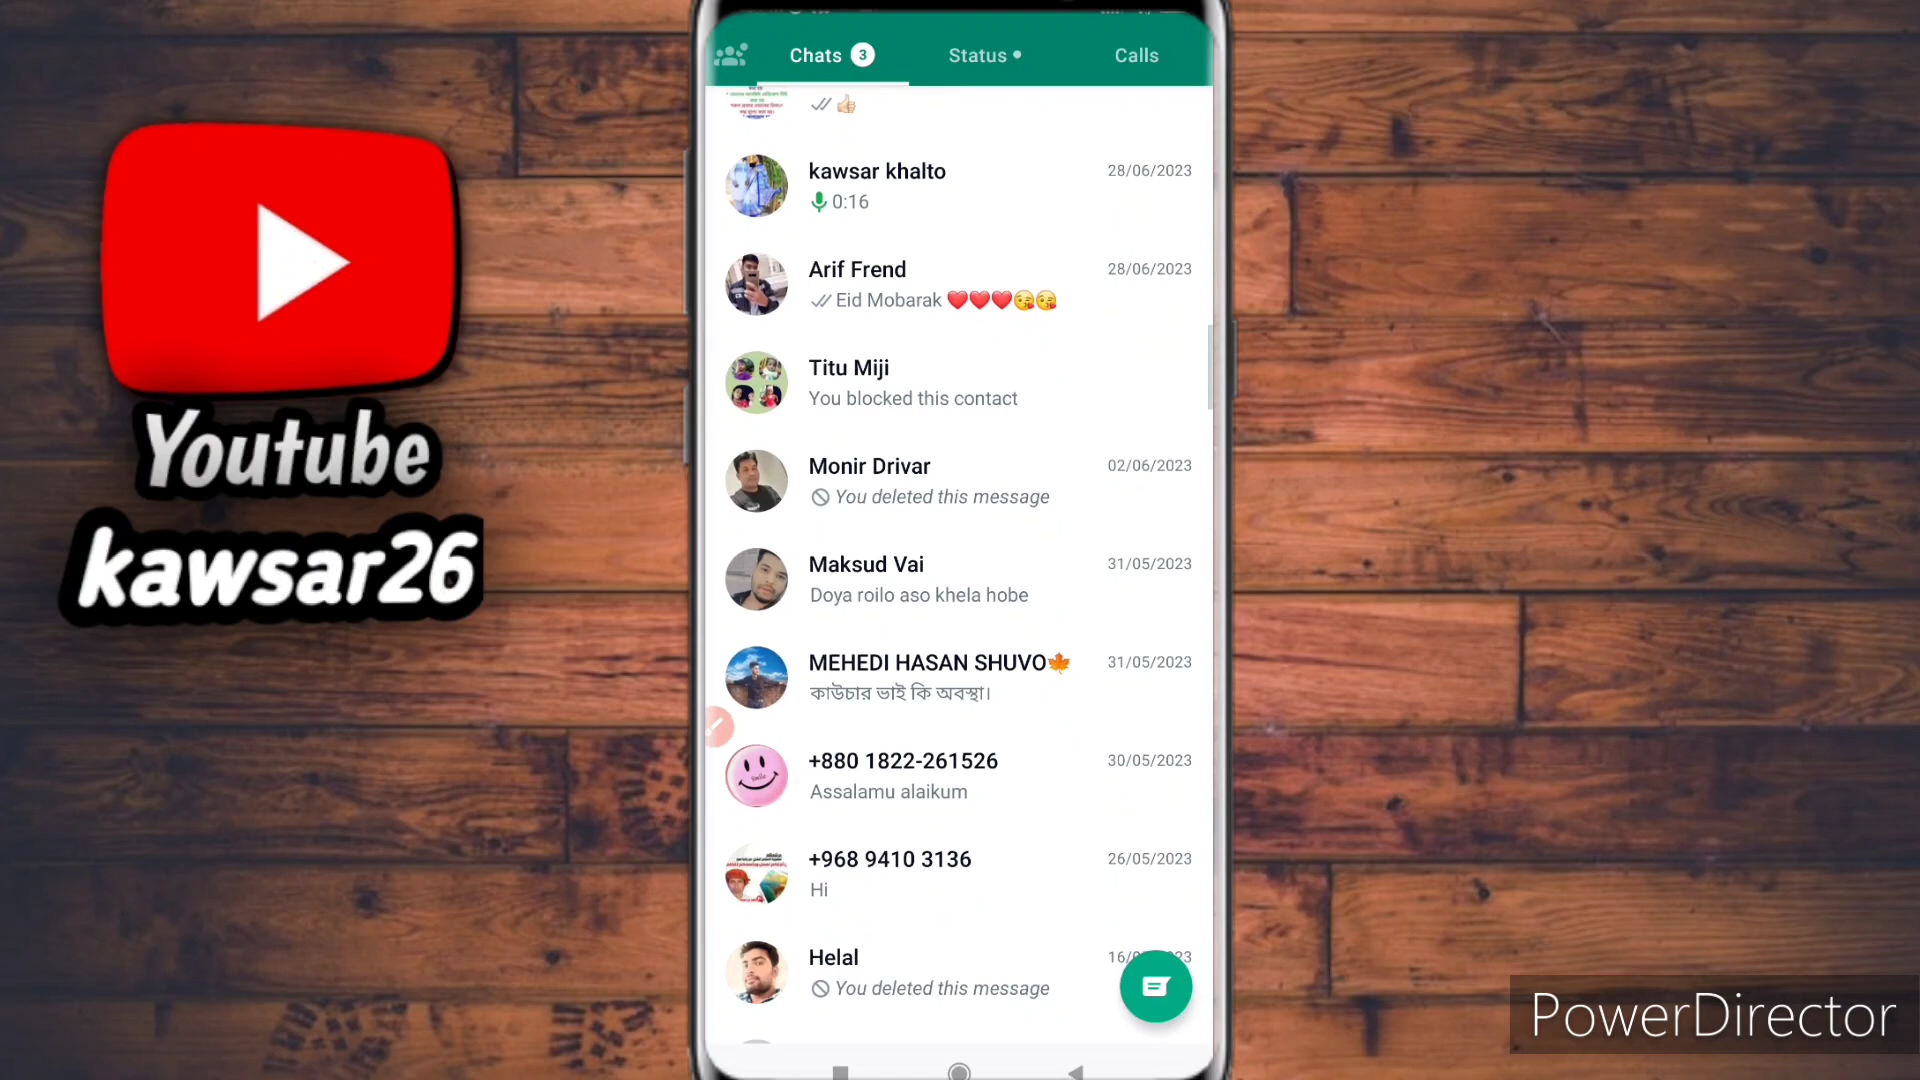 Chats 3
Status
Calls
kawsar khalto
28/06/2023
0:16
Arif Frend
28/06/2023
Eid Mobarak ❤️❤️❤️😘😘
Titu Miji
You blocked this contact
Monir Drivar
02/06/2023
You deleted this message
Maksud Vai
31/05/2023
Doya roilo aso khela hobe
MEHEDI HASAN SHUVO🍁
31/05/2023
কাউচার ভাই কি অবস্থা।
+880 1822-261526
30/05/2023
Assalamu alaikum
+968 9410 3136
26/05/2023
Hi
Helal
You deleted this message
Youtube
kawsar26
PowerDirector